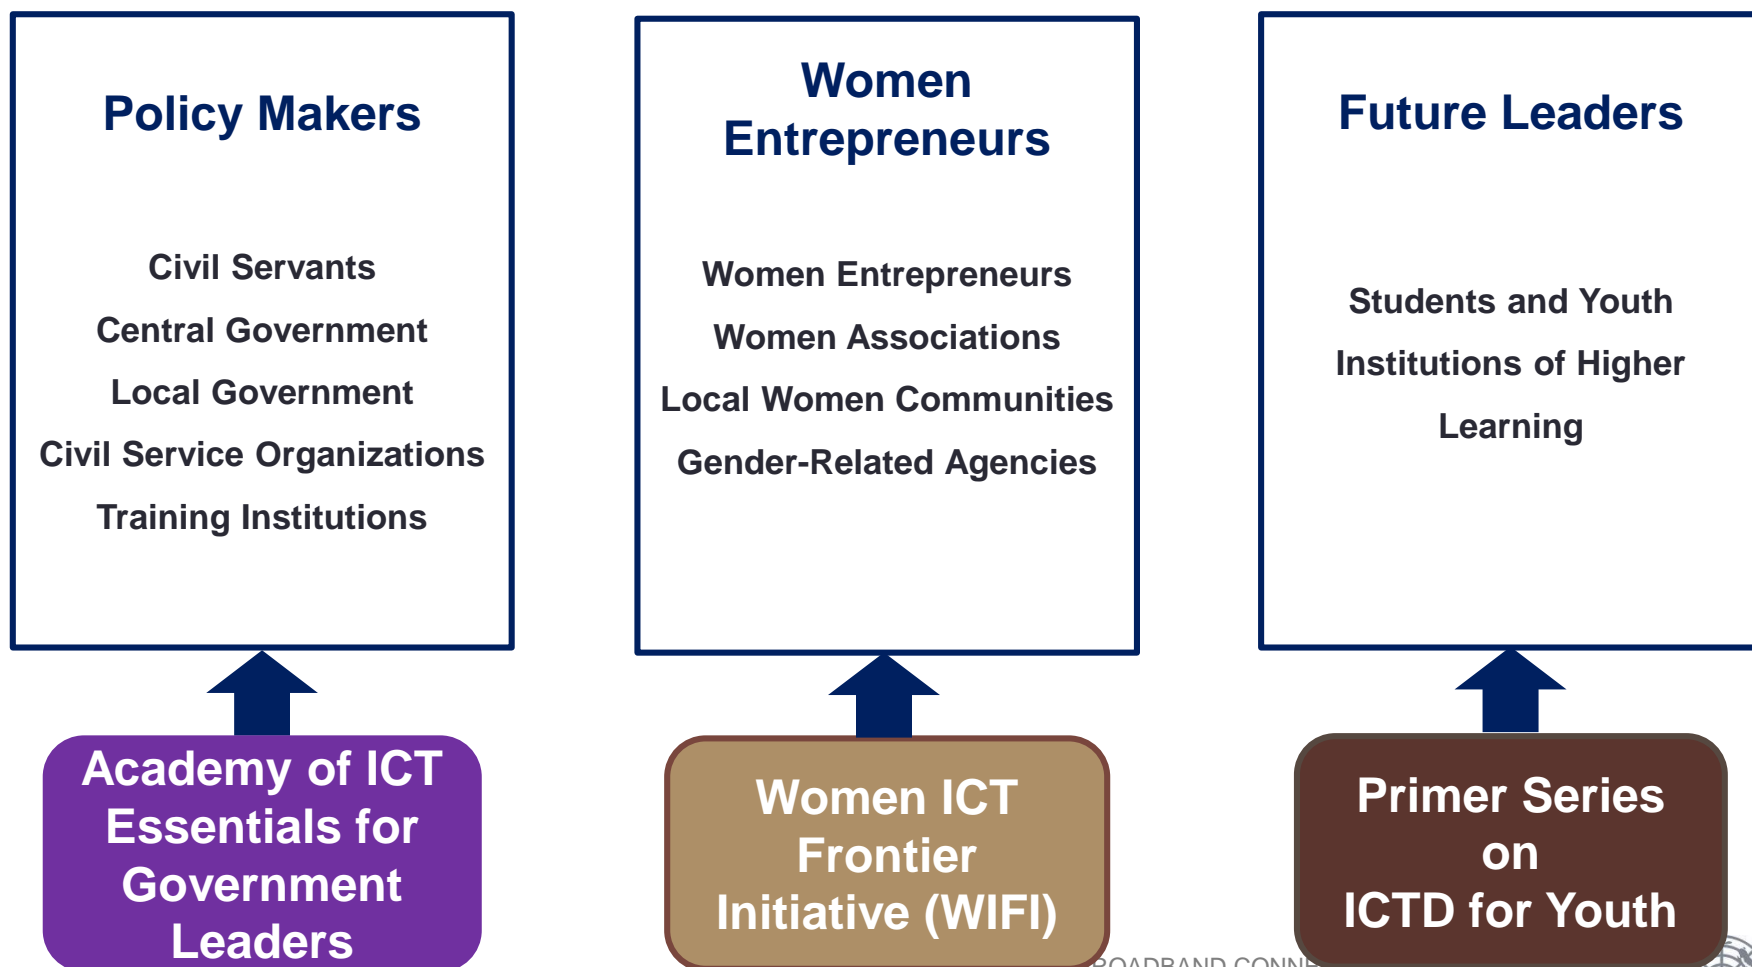 Policy Makers
Civil Servants
Central Government
Local Government
Civil Service Organizations
Training Institutions
Academy of ICT
Essentials for
Government
Leaders
Women
Entrepreneurs
Women Entrepreneurs
Women Associations
Local Women Communities
Gender-Related Agencies
Women ICT
Frontier
Initiative (WIFI)
Future Leaders
Students and Youth
Institutions of Higher
Learning
Primer Series
on
ICTD for Youth